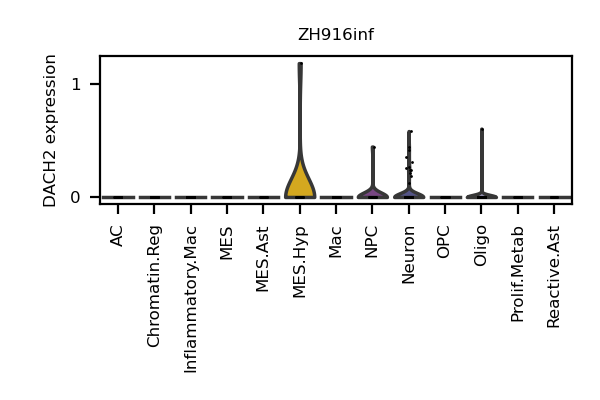 ZH916inf
DACH2 expression
1
0
AC
Chromatin.Reg
Inflammatory.Mac
MES
MES.Ast
MES.Hyp
Mac
NPC
Neuron
OPC
Oligo
Prolif.Metab
Reactive.Ast